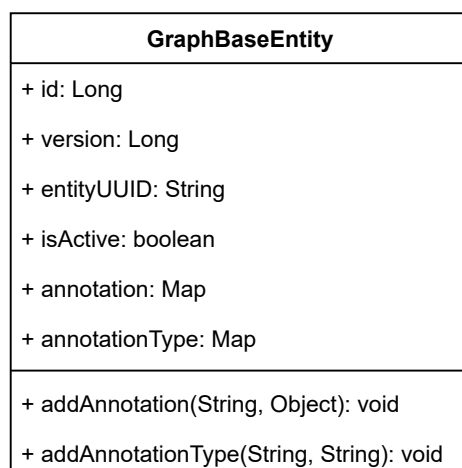 GraphBaseEntity
+ id: Long
+ version: Long
+ entityUUID: String
+ isActive: boolean
+ annotation: Map
+ annotationType: Map
+ addAnnotation(String, Object): void
+ addAnnotationType(String, String): void